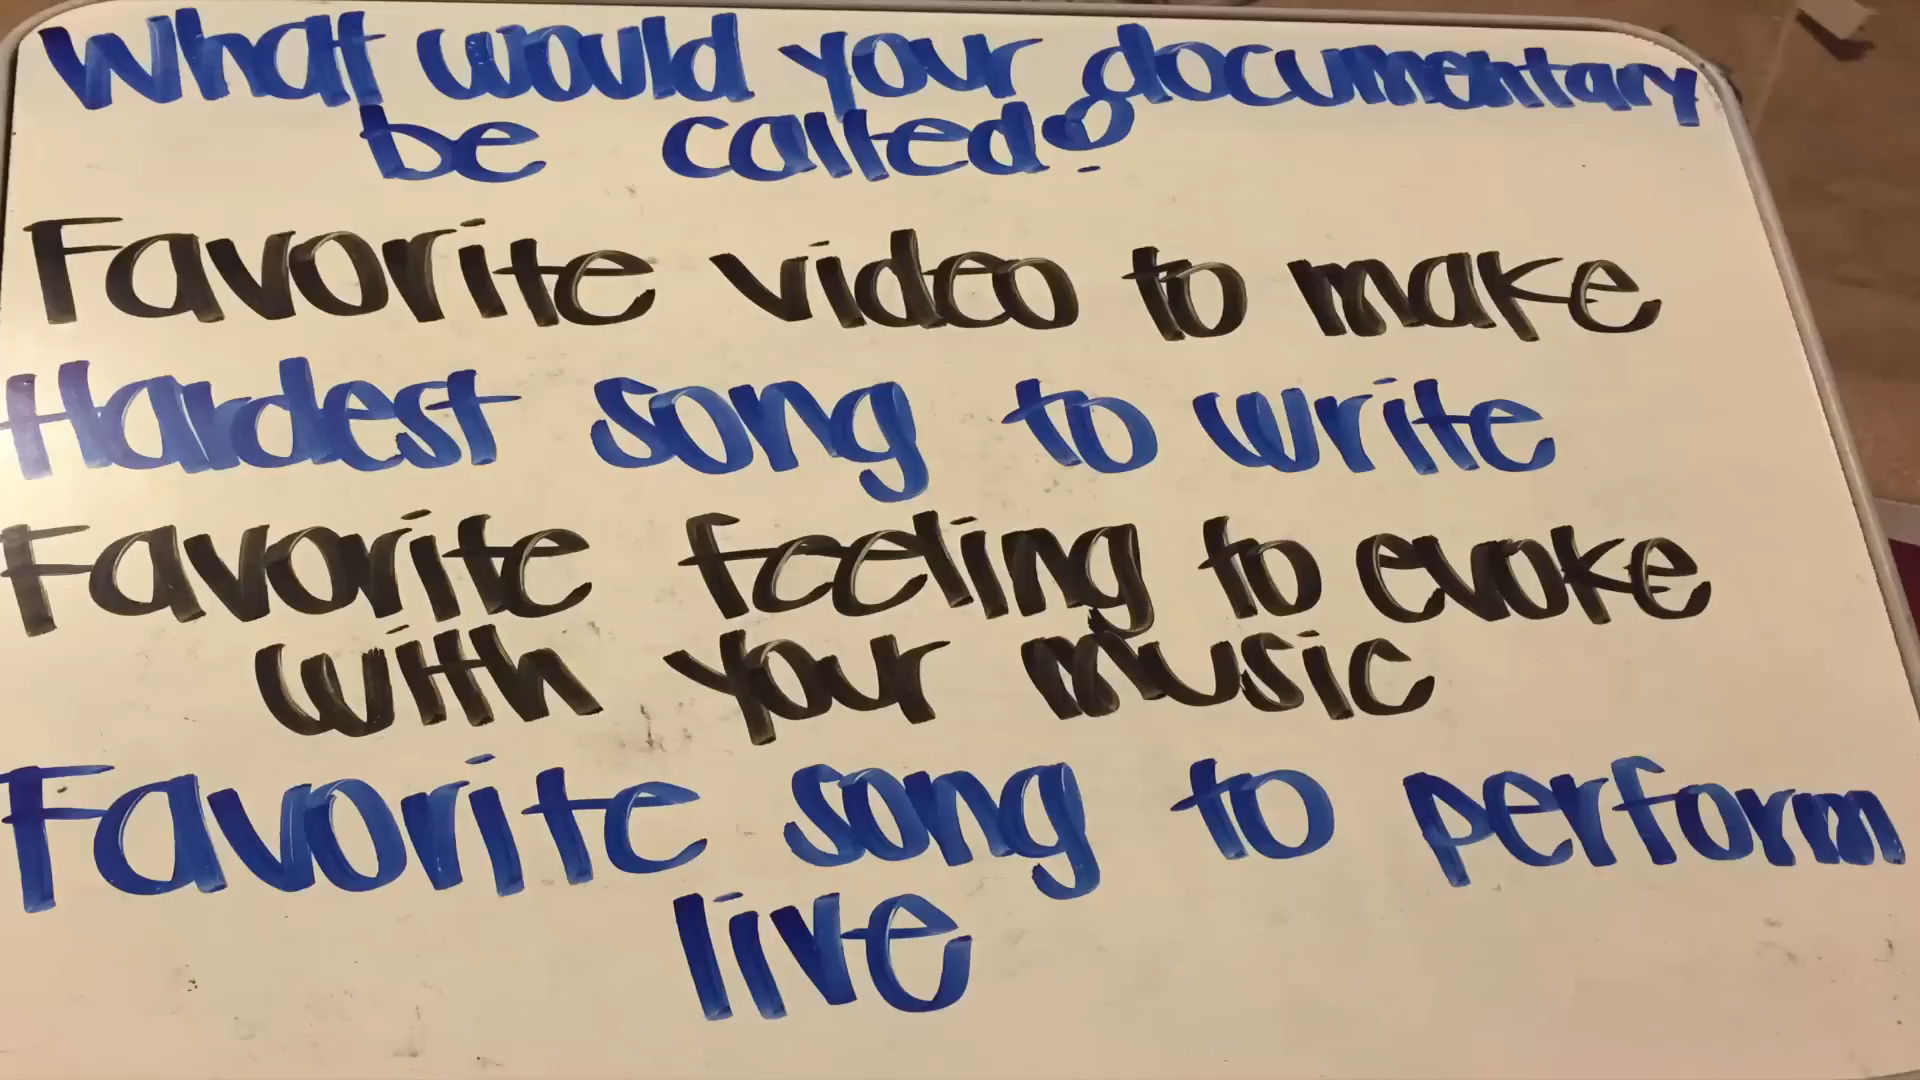 What would your documentary
be called?
Favorite video to make
Hardest song to write
Favorite feeling to evoke
with your music
Favorite song to perform
live